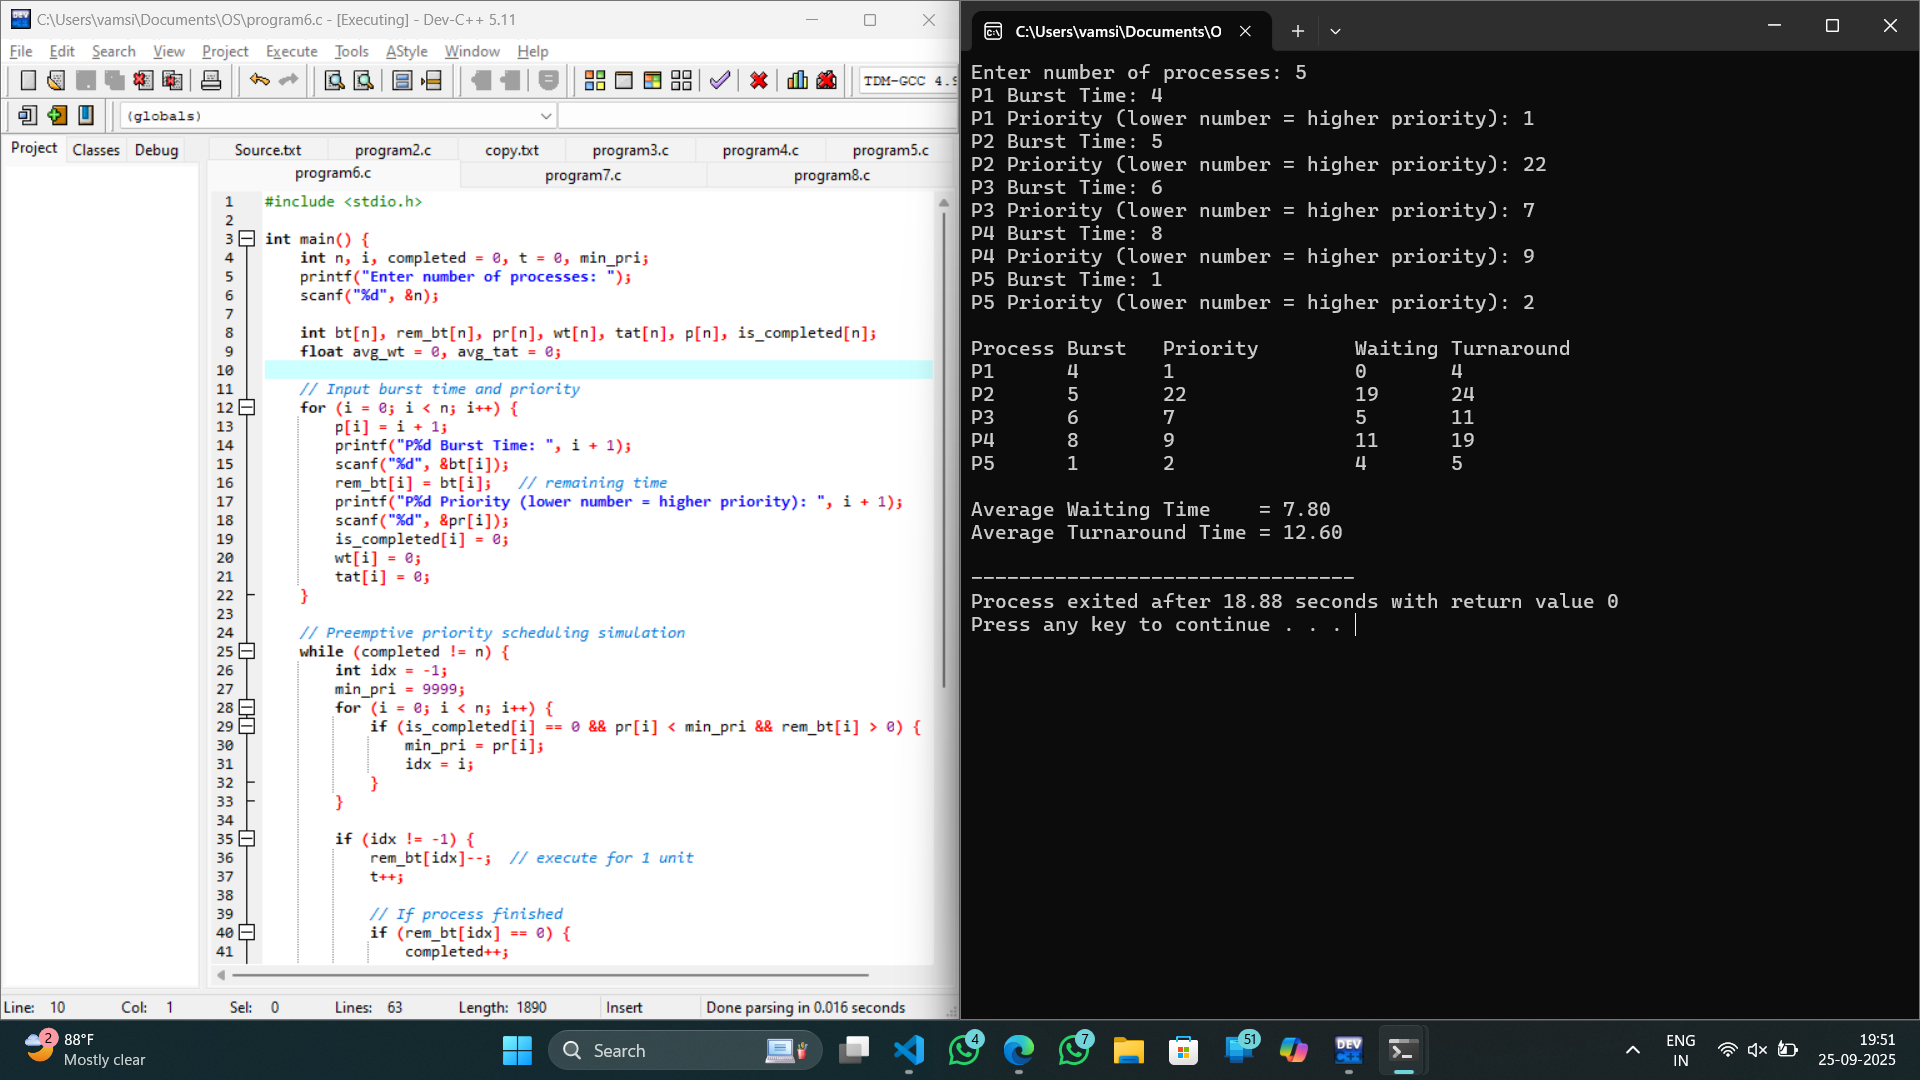 C:\Users\vamsi\Documents\OS\program6.c - [Executing] - Dev-C++ 5.11
File Edit Search View Project Execute Tools AStyle Window Help
TDM-GCC 4.9
(globals)
Project Classes Debug
Source.txt program2.c copy.txt program3.c program4.c program5.c
program6.c program7.c program8.c
1 #include <stdio.h>
2
3 int main() {
4 int n, i, completed = 0, t = 0, min_pri;
5 printf("Enter number of processes: ");
6 scanf("%d", &n);
7
8 int bt[n], rem_bt[n], pr[n], wt[n], tat[n], p[n], is_completed[n];
9 float avg_wt = 0, avg_tat = 0;
10
11 // Input burst time and priority
12 for (i = 0; i < n; i++) {
13 p[i] = i + 1;
14 printf("P%d Burst Time: ", i + 1);
15 scanf("%d", &bt[i]);
16 rem_bt[i] = bt[i]; // remaining time
17 printf("P%d Priority (lower number = higher priority): ", i + 1);
18 scanf("%d", &pr[i]);
19 is_completed[i] = 0;
20 wt[i] = 0;
21 tat[i] = 0;
22 }
23
24 // Preemptive priority scheduling simulation
25 while (completed != n) {
26 int idx = -1;
27 min_pri = 9999;
28 for (i = 0; i < n; i++) {
29 if (is_completed[i] == 0 && pr[i] < min_pri && rem_bt[i] > 0) {
30 min_pri = pr[i];
31 idx = i;
32 }
33 }
34
35 if (idx != -1) {
36 rem_bt[idx]--; // execute for 1 unit
37 t++;
38
39 // If process finished
40 if (rem_bt[idx] == 0) {
41 completed++;
Line: 10 Col: 1 Sel: 0 Lines: 63 Length: 1890 Insert Done parsing in 0.016 seconds
C:\Users\vamsi\Documents\O
Enter number of processes: 5
P1 Burst Time: 4
P1 Priority (lower number = higher priority): 1
P2 Burst Time: 5
P2 Priority (lower number = higher priority): 22
P3 Burst Time: 6
P3 Priority (lower number = higher priority): 7
P4 Burst Time: 8
P4 Priority (lower number = higher priority): 9
P5 Burst Time: 1
P5 Priority (lower number = higher priority): 2
Process Burst Priority Waiting Turnaround
P1 4 1 0 4
P2 5 22 19 24
P3 6 7 5 11
P4 8 9 11 19
P5 1 2 4 5
Average Waiting Time = 7.80
Average Turnaround Time = 12.60
--------------------------------
Process exited after 18.88 seconds with return value 0
Press any key to continue . . .
2 88°F
Mostly clear
Search
4
7
51
DEV C++
ENG
IN
19:51
25-09-2025